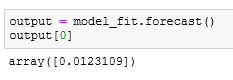 output = model_fit.forecast()
output[0]
array([0.0123109])